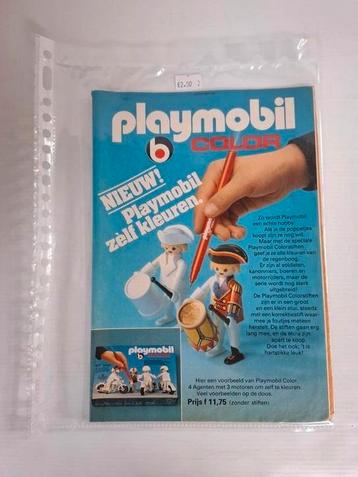 €2.50 2
playmobil
b COLOR
NIEUW!
Playmobil
zèlf kleuren.
Zo wordt Playmobil
een echte hobby.
Als je de poppetjes
koopt zijn ze nog wit.
Maar met de speciale
Playmobil Colorstiften
geef je ze alle kleuren van
de regenboog.
Er zijn al soldaten,
kanonniers, boeren en
motorrijders, maar de
serie wordt nog sterk
uitgebreid!
De Playmobil Colorstiften
zijn er in een groot
en een klein etui, steeds
met een korrektiestift waar-
mee je foutjes meteen
herstelt. De stiften gaan erg
lang mee, en de
apart te koop.
Doe het ook, 't is
hartstikke leuk!
playmobil
COLOR
Hier een voorbeeld van Playmobil Color.
4 Agenten met 3 motoren om zelf te kleuren.
Veel voorbeelden op de doos.
Prijs f 11,75 (zonder stiften)